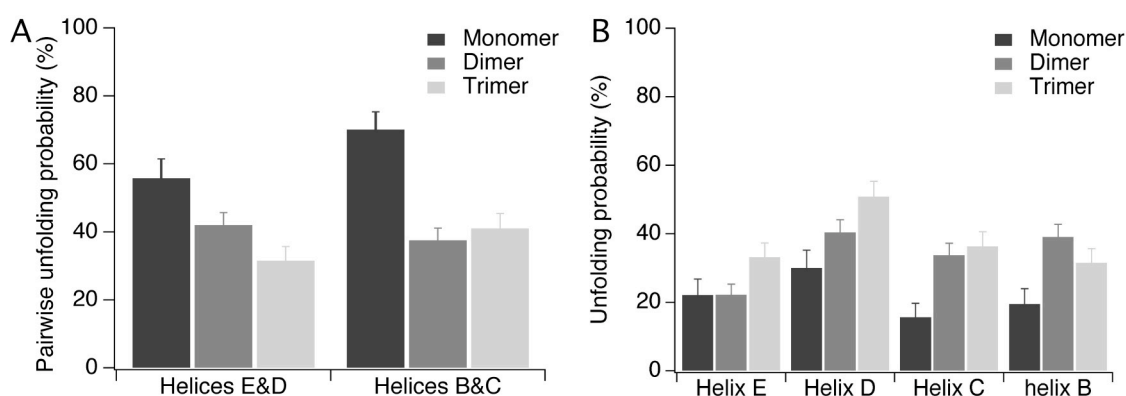 A
Pairwise unfolding probability (%)
100
80
60
40
20
0
Monomer
Dimer
Trimer
Helices E&D
Helices B&C
B
Unfolding probability (%)
100
80
60
40
20
0
Monomer
Dimer
Trimer
Helix E
Helix D
Helix C
helix B